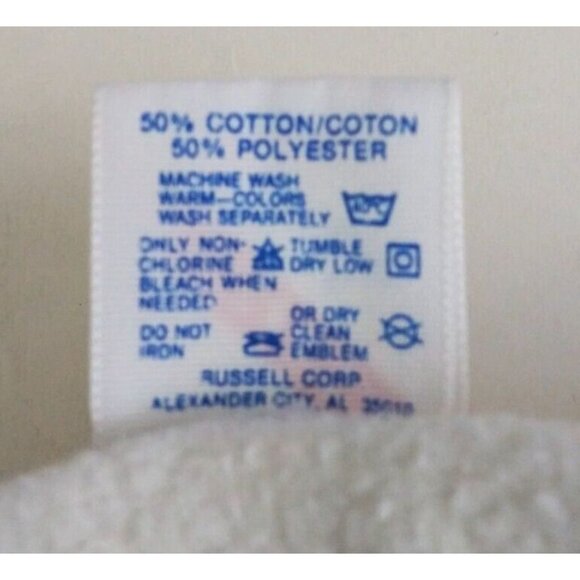 50% COTTON/COTON
50% POLYESTER
MACHINE WASH
WARM-COLORS
WASH SEPARATELY
40°C
ONLY NON-
CHLORINE
BLEACH WHEN
NEEDED
TUMBLE
DRY LOW
DO NOT
IRON
OR DRY
CLEAN
EMBLEM
RUSSELL CORP
ALEXANDER CITY, AL